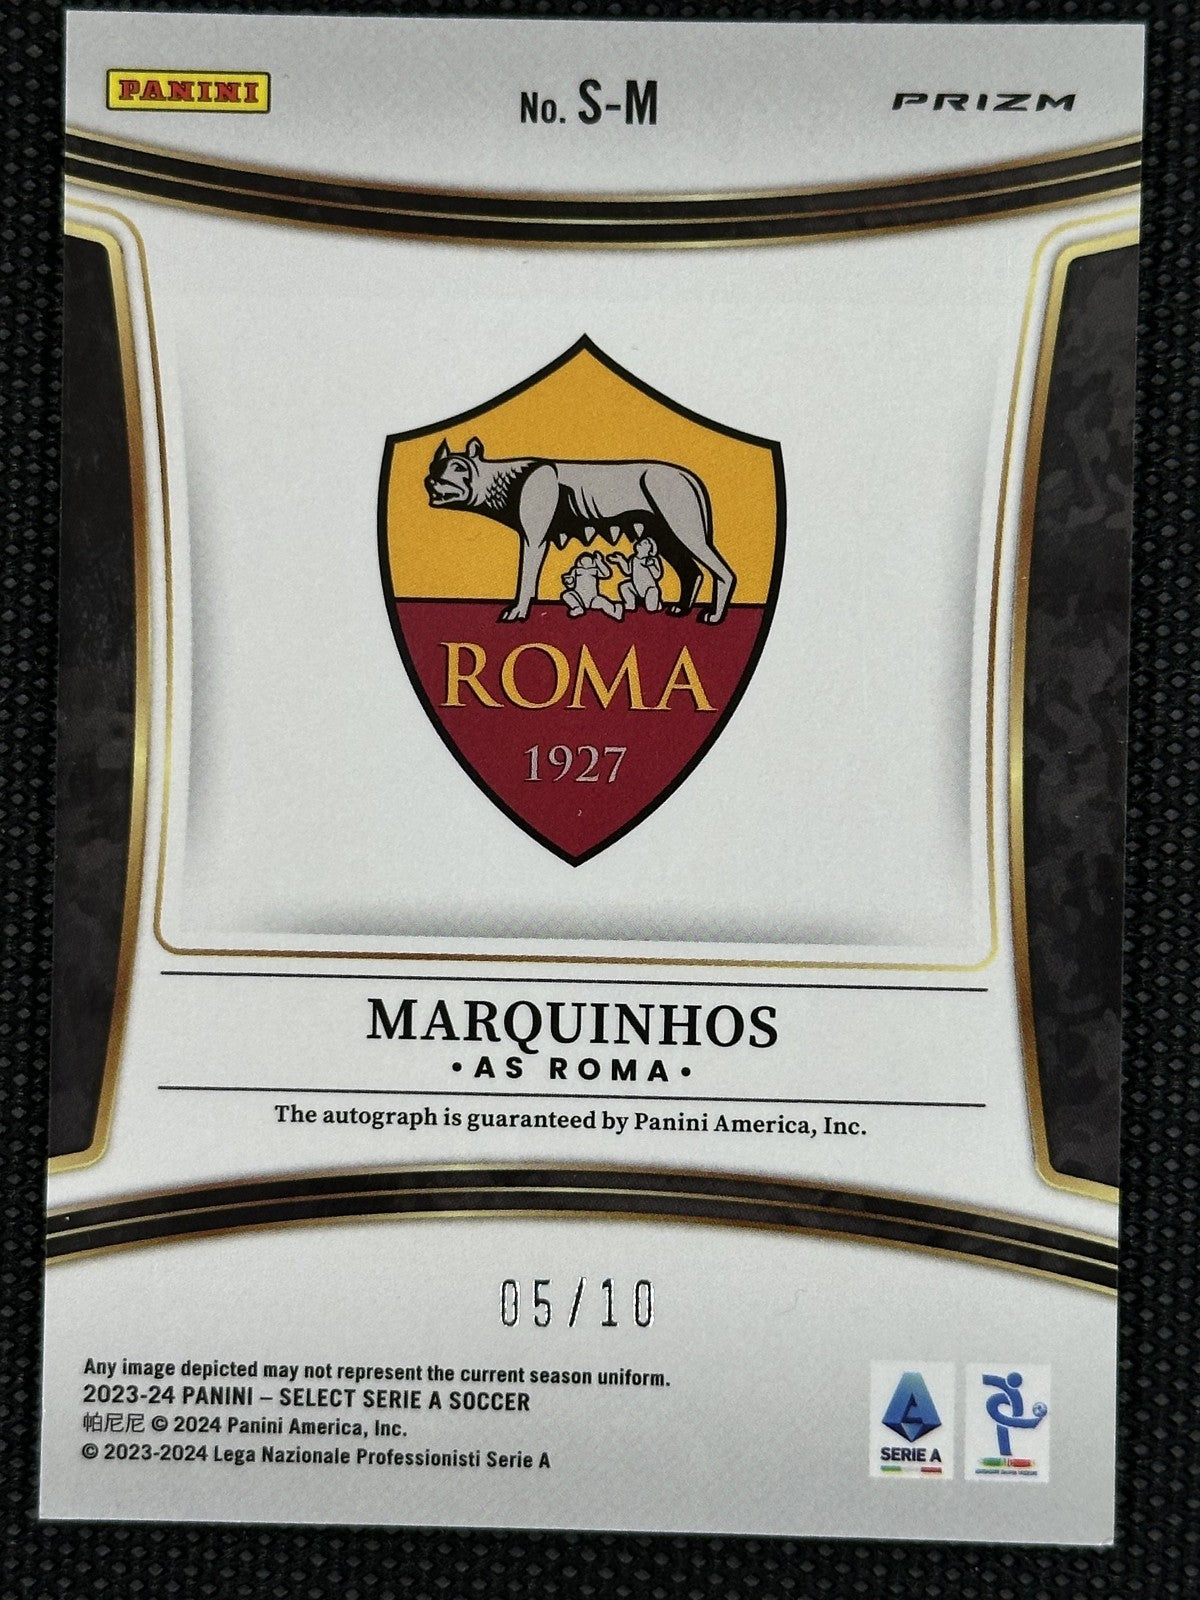 PANINI
No. S-M
PRIZM
ROMA
1927
MARQUINHOS
• AS ROMA •
The autograph is guaranteed by Panini America, Inc.
05/10
Any image depicted may not represent the current season uniform.
2023-24 PANINI – SELECT SERIE A SOCCER
帕尼尼 © 2024 Panini America, Inc.
© 2023-2024 Lega Nazionale Professionisti Serie A
SERIE A